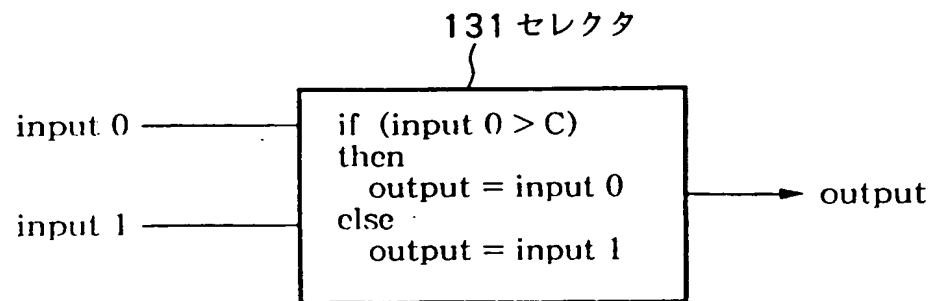 131 セレクタ
input 0
if (input 0 > C)
then
output = input 0
output
input 1
else
output = input 1